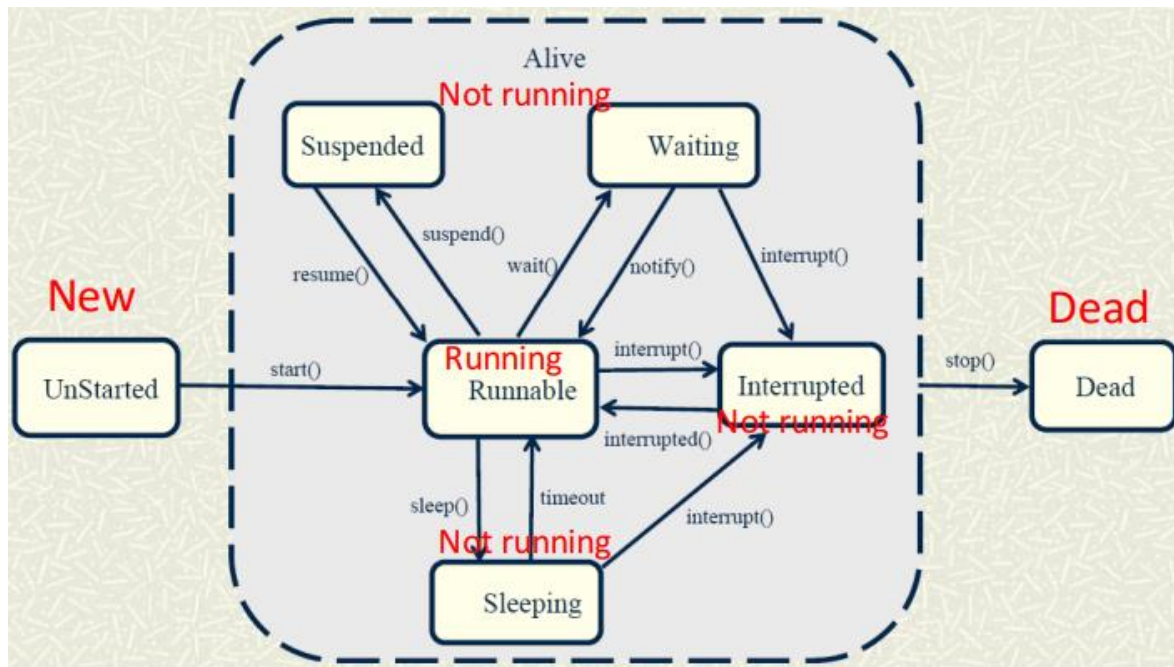 Alive
Not running
Suspended
Waiting
suspend()
resume()
wait()
notify()
interrupt()
New
UnStarted
start()
Running
Runnable
interrupt()
interrupted()
Interrupted
Not running
stop()
Dead
Dead
sleep()
timeout
interrupt()
Not running
Sleeping